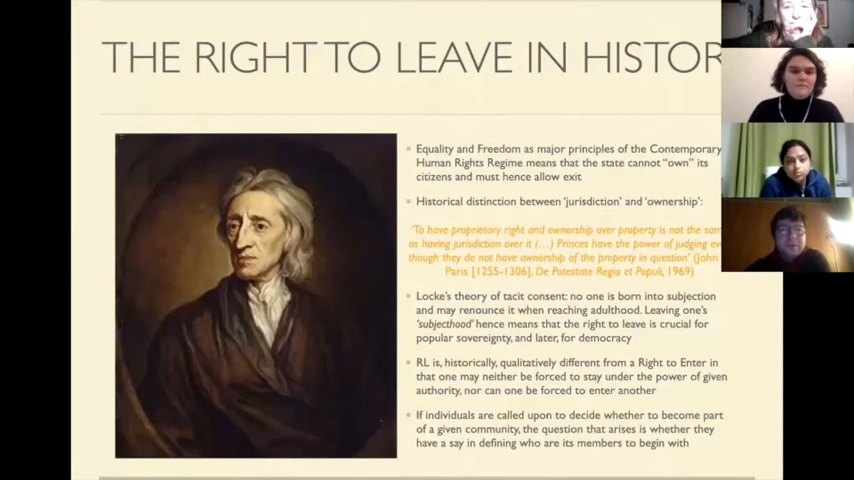 THE RIGHT TO LEAVE IN HISTOR
Equality and Freedom as major principles of the Contemporary
Human Rights Regime means that the state cannot "own" its
citizens and must hence allow exit
Historical distinction between 'jurisdiction' and 'ownership':
'To have proprietary right and ownership over property is not the sam
as having jurisdiction over it (…) Princes have the power of judging ev
though they do not have ownership of the property in question' (John
Paris [1255-1306], De Potestate Regia et Populi, 1969)
Locke's theory of tacit consent: no one is born into subjection
and may renounce it when reaching adulthood. Leaving one's
'subjecthood' hence means that the right to leave is crucial for
popular sovereignty, and later, for democracy
RL is, historically, qualitatively different from a Right to Enter in
that one may neither be forced to stay under the power of given
authority, nor can one be forced to enter another
If individuals are called upon to decide whether to become part
of a given community, the question that arises is whether they
have a say in defining who are its members to begin with